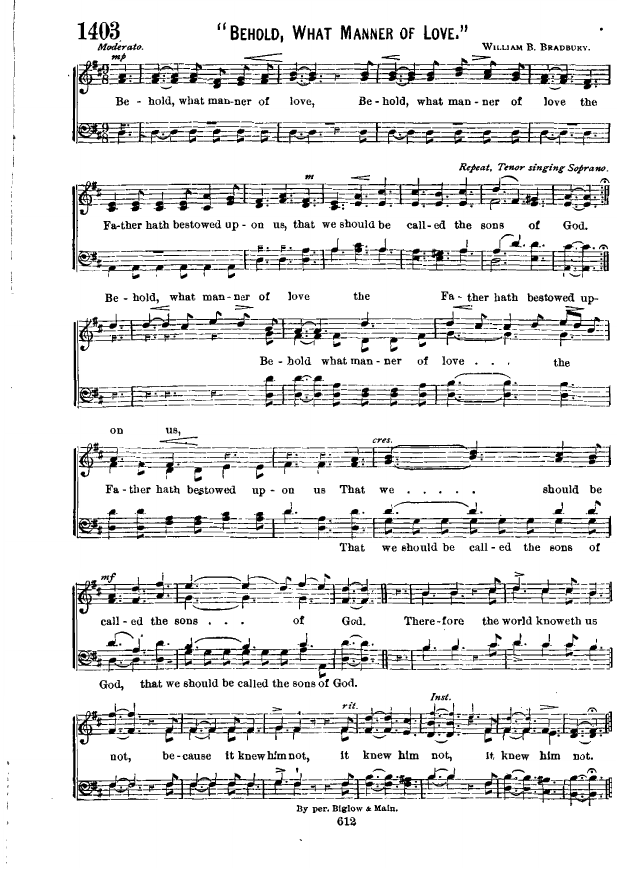 1403
"BEHOLD, WHAT MANNER OF LOVE."
Moderato.
WILLIAM B. BRADBURY.
mp
Be - hold, what man-ner of love, Be - hold, what man - ner of love the
Repeat, Tenor singing Soprano.
m
Fa-ther hath bestowed up - on us, that we should be call-ed the sons of God.
Be - hold, what man-ner of love the Fa - ther hath bestowed up-
Be - hold what man - ner of love . . . the
on us,
cres.
Fa - ther hath bestowed up - on us That we . . . . . should be
That we should be call - ed the sons of
mf
call - ed the sons . . . of God. There-fore the world knoweth us
God, that we should be called the sons of God.
rit. Inst.
not, be-cause it knew him not, it knew him not, it knew him not.
By per. Biglow & Main.
612